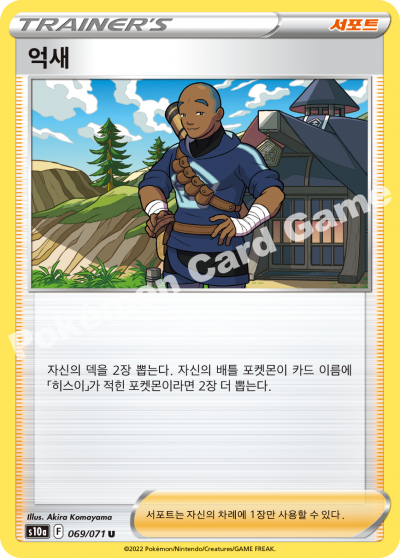 TRAINER'S
서포트
억새
Pokémon Card Game
자신의 덱을 2장 뽑는다. 자신의 배틀 포켓몬이 카드 이름에
「히스이」가 적힌 포켓몬이라면 2장 더 뽑는다.
Illus. Akira Komayama
s10a F 069/071 U
서포트는 자신의 차례에 1장만 사용할 수 있다.
©2022 Pokémon/Nintendo/Creatures/GAME FREAK.